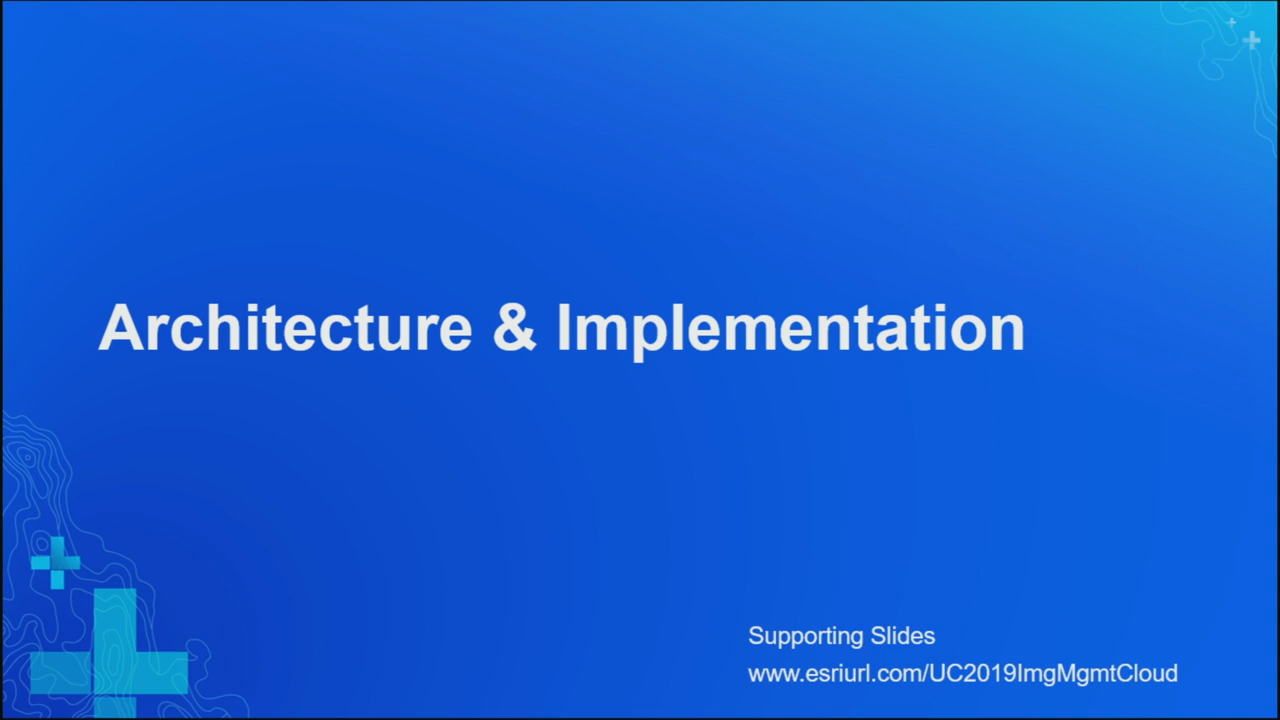 Architecture & Implementation
Supporting Slides
www.esriurl.com/UC2019ImgMgmtCloud